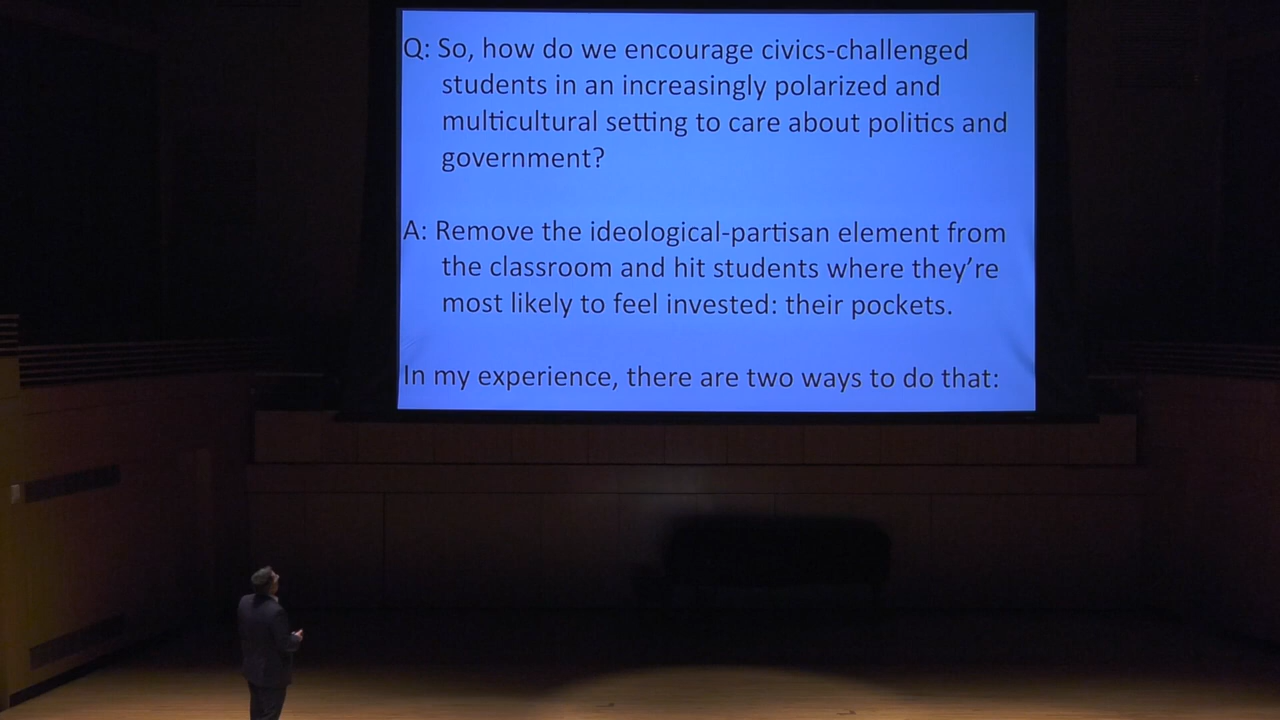 Q: So, how do we encourage civics-challenged
students in an increasingly polarized and
multicultural setting to care about politics and
government?
A: Remove the ideological-partisan element from
the classroom and hit students where they’re
most likely to feel invested: their pockets.
In my experience, there are two ways to do that: